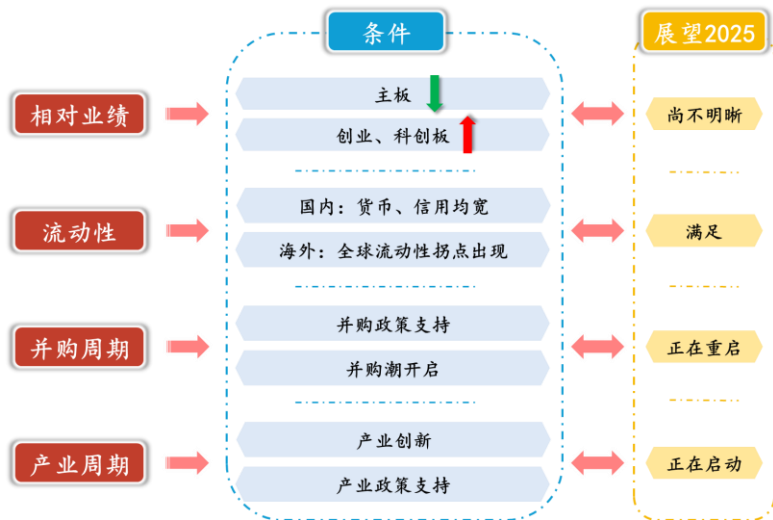 条件
展望2025
相对业绩
主板
创业、科创板
尚不明晰
流动性
国内：货币、信用均宽
海外：全球流动性拐点出现
满足
并购周期
并购政策支持
并购潮开启
正在重启
产业周期
产业创新
产业政策支持
正在启动